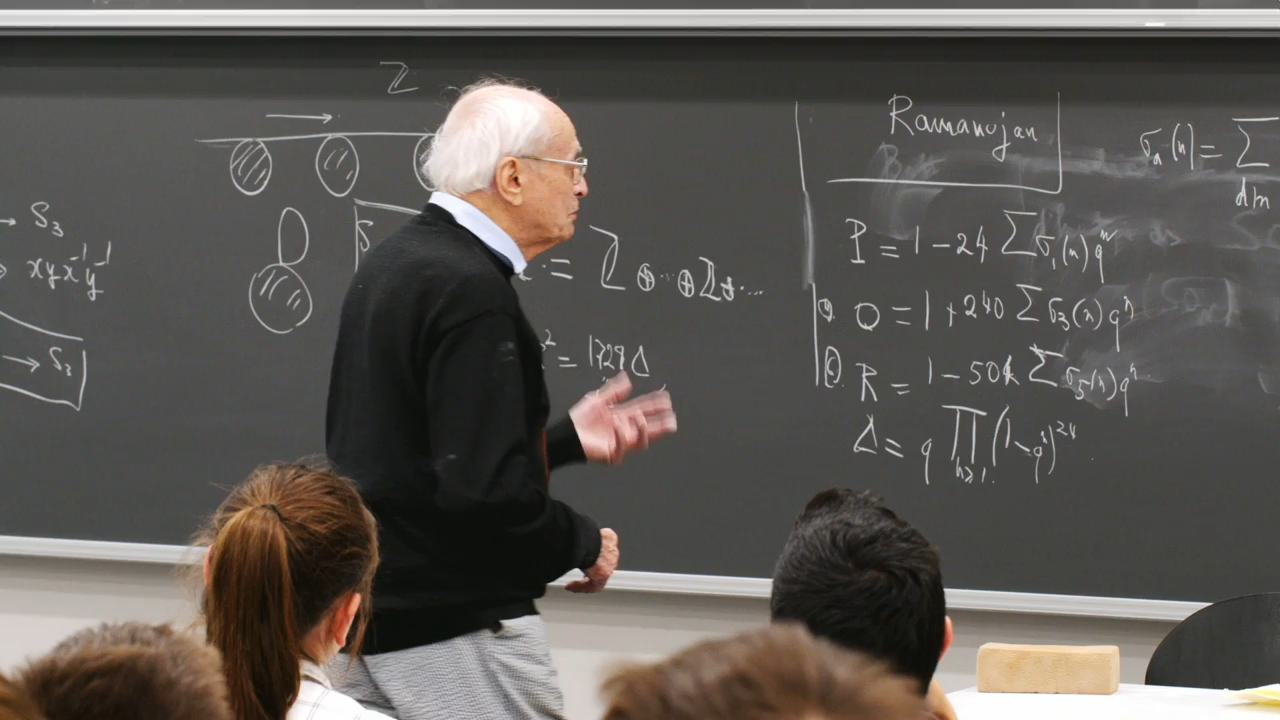 Z
→ S₃
xyx⁻¹y⁻¹
→ S₃
S
= Z ⊕...⊕ Z ⊕...
² = 1728 Δ
Ramanujan
σₐ(n) = Σ
d|n
P = 1 - 24 Σ σ₁(n) qⁿ
Q = 1 + 240 Σ σ₃(n) qⁿ
R = 1 - 504 Σ σ₅(n) qⁿ
Δ = q ∏ (1 - qⁿ)²⁴
n≥1